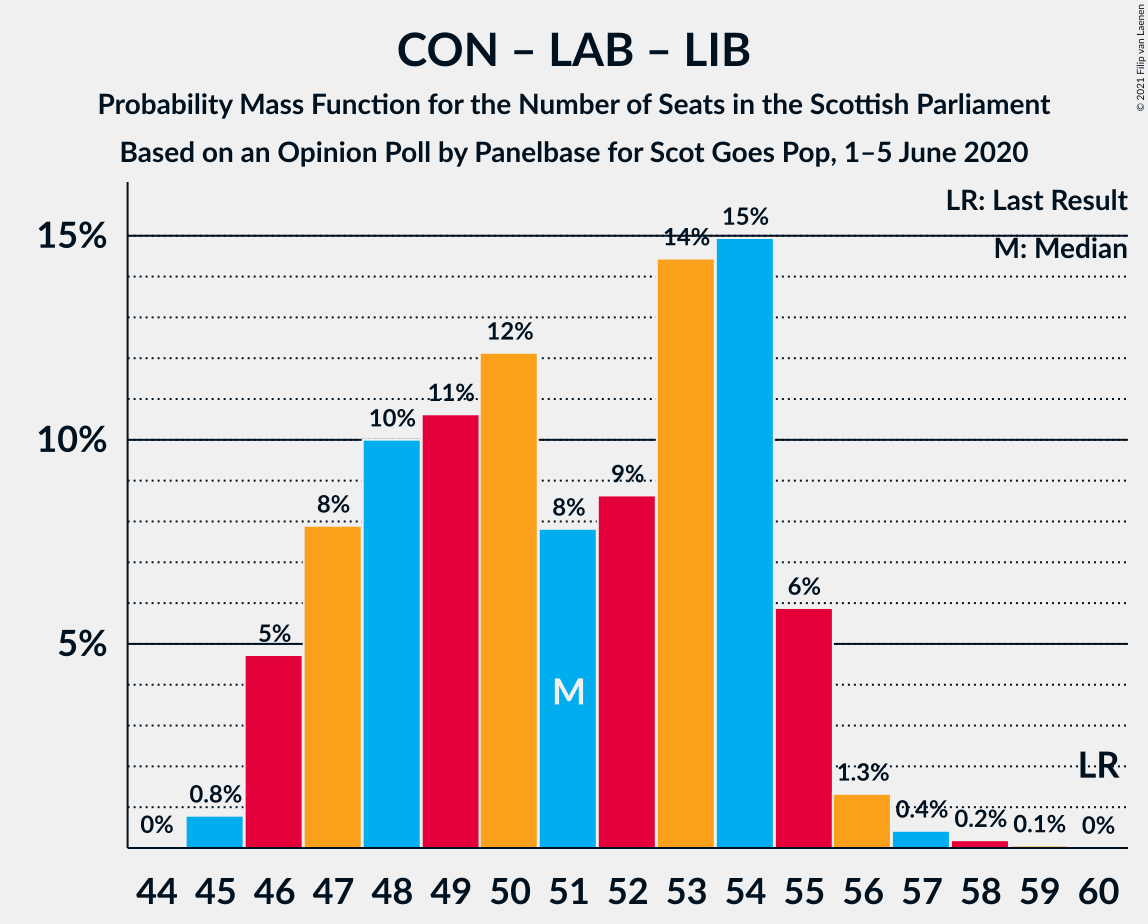 CON – LAB – LIB
Probability Mass Function for the Number of Seats in the Scottish Parliament
Based on an Opinion Poll by Panelbase for Scot Goes Pop, 1–5 June 2020
© 2021 Filip van Laenen
LR: Last Result
M: Median
15%
10%
5%
0%
0.8%
5%
8%
10%
11%
12%
8%
9%
14%
15%
6%
1.3%
0.4%
0.2%
0.1%
0%
M
LR
44 45 46 47 48 49 50 51 52 53 54 55 56 57 58 59 60